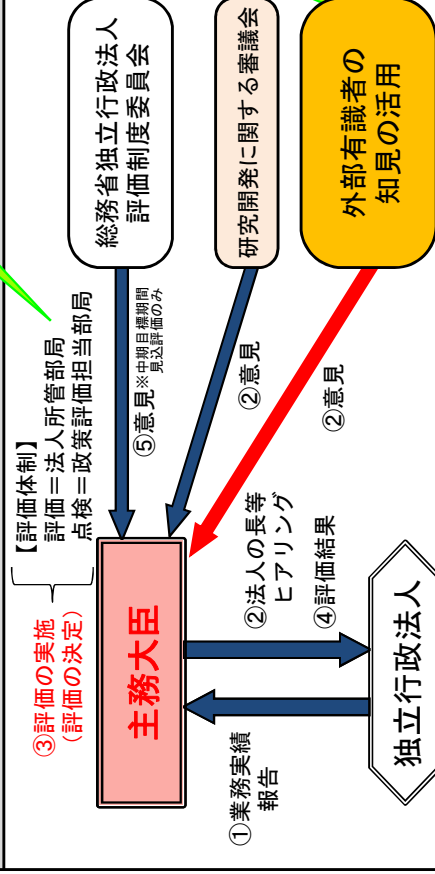 ③評価の実施
（評価の決定）
【評価体制】
評価＝法人所管部局
点検＝政策評価担当部局
主務大臣
⑤意見※中期目標期間
見込評価のみ
総務省独立行政法人
評価制度委員会
②意見
研究開発に関する審議会
②意見
外部有識者の
知見の活用
①業務実績
報告
②法人の長等
ヒアリング
④評価結果
独立行政法人